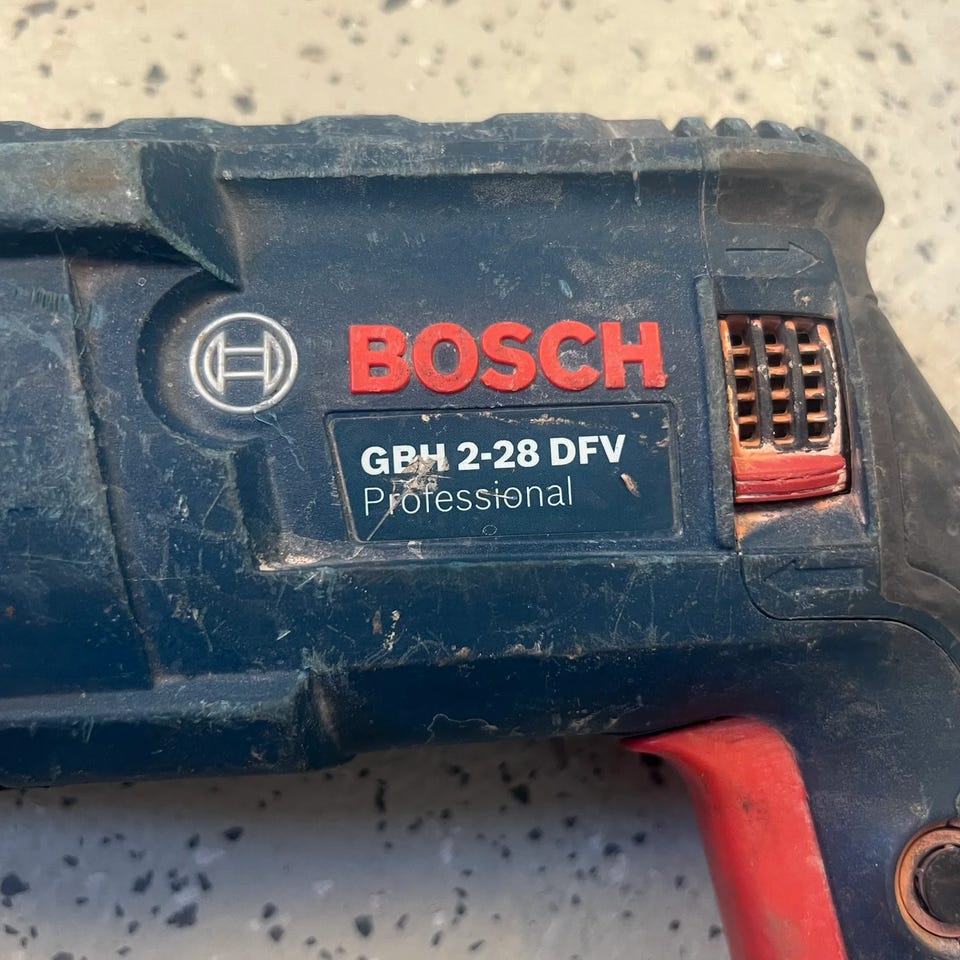 BOSCH
GBH 2-28 DFV
Professional